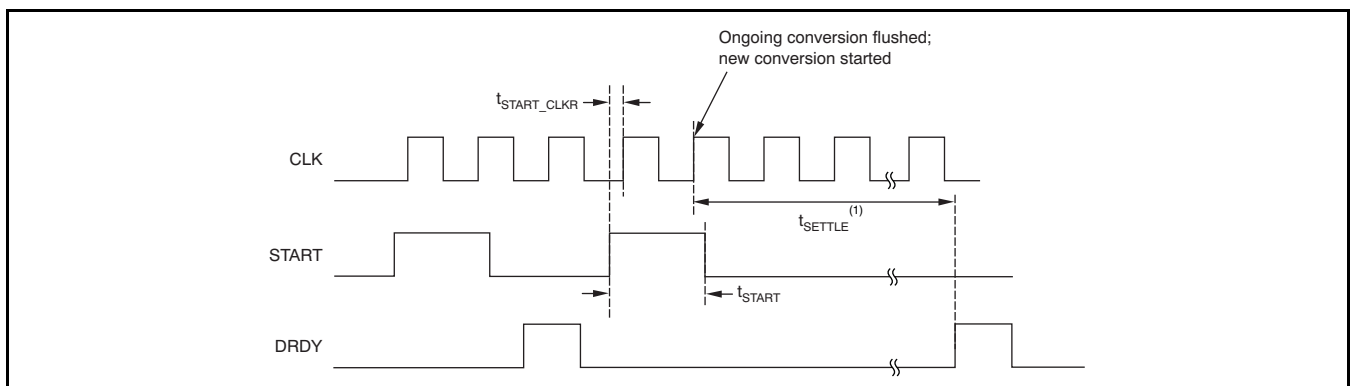 Ongoing conversion flushed;
new conversion started
tSTART_CLKR
CLK
tSETTLE(1)
START
tSTART
DRDY